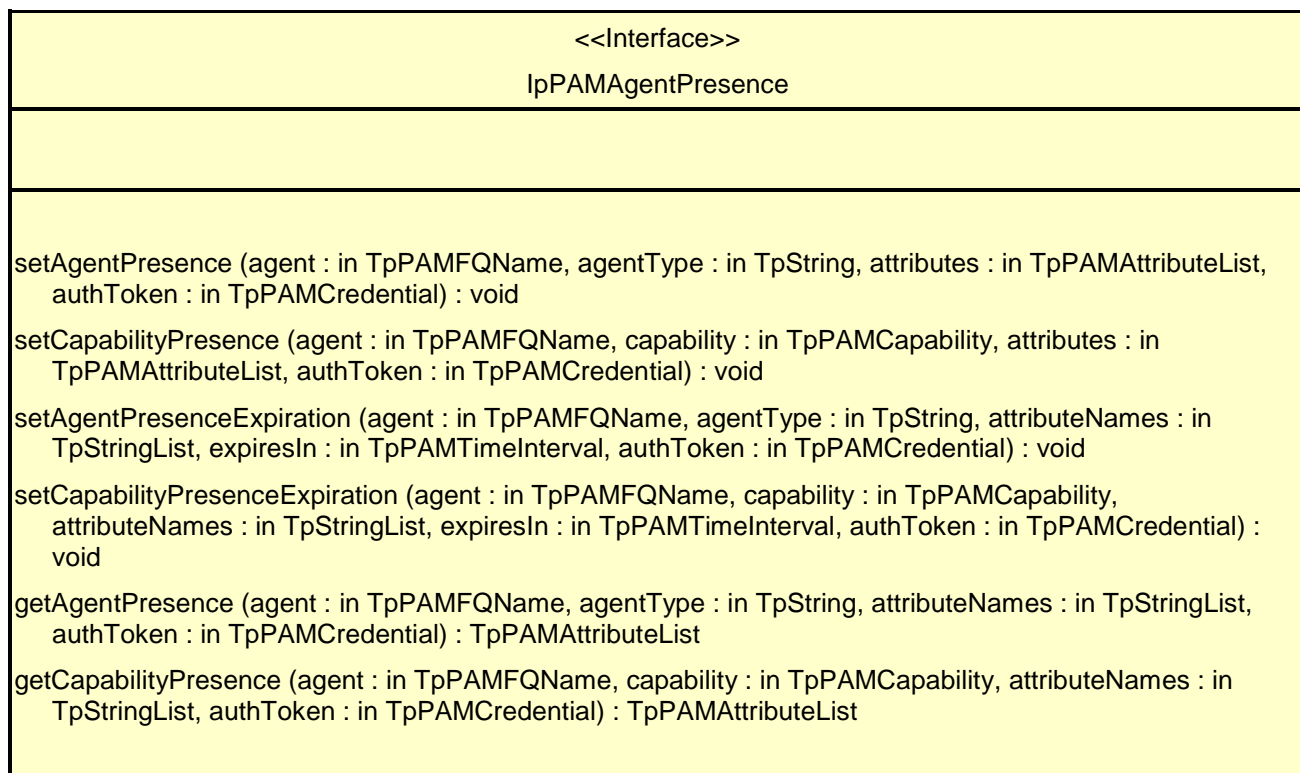 <<Interface>>
IpPAMAgentPresence
setAgentPresence (agent : in TpPAMFQName, agentType : in TpString, attributes : in TpPAMAttributeList,
authToken : in TpPAMCredential) : void
setCapabilityPresence (agent : in TpPAMFQName, capability : in TpPAMCapability, attributes : in
TpPAMAttributeList, authToken : in TpPAMCredential) : void
setAgentPresenceExpiration (agent : in TpPAMFQName, agentType : in TpString, attributeNames : in
TpStringList, expiresIn : in TpPAMTimeInterval, authToken : in TpPAMCredential) : void
setCapabilityPresenceExpiration (agent : in TpPAMFQName, capability : in TpPAMCapability,
attributeNames : in TpStringList, expiresIn : in TpPAMTimeInterval, authToken : in TpPAMCredential) :
void
getAgentPresence (agent : in TpPAMFQName, agentType : in TpString, attributeNames : in TpStringList,
authToken : in TpPAMCredential) : TpPAMAttributeList
getCapabilityPresence (agent : in TpPAMFQName, capability : in TpPAMCapability, attributeNames : in
TpStringList, authToken : in TpPAMCredential) : TpPAMAttributeList